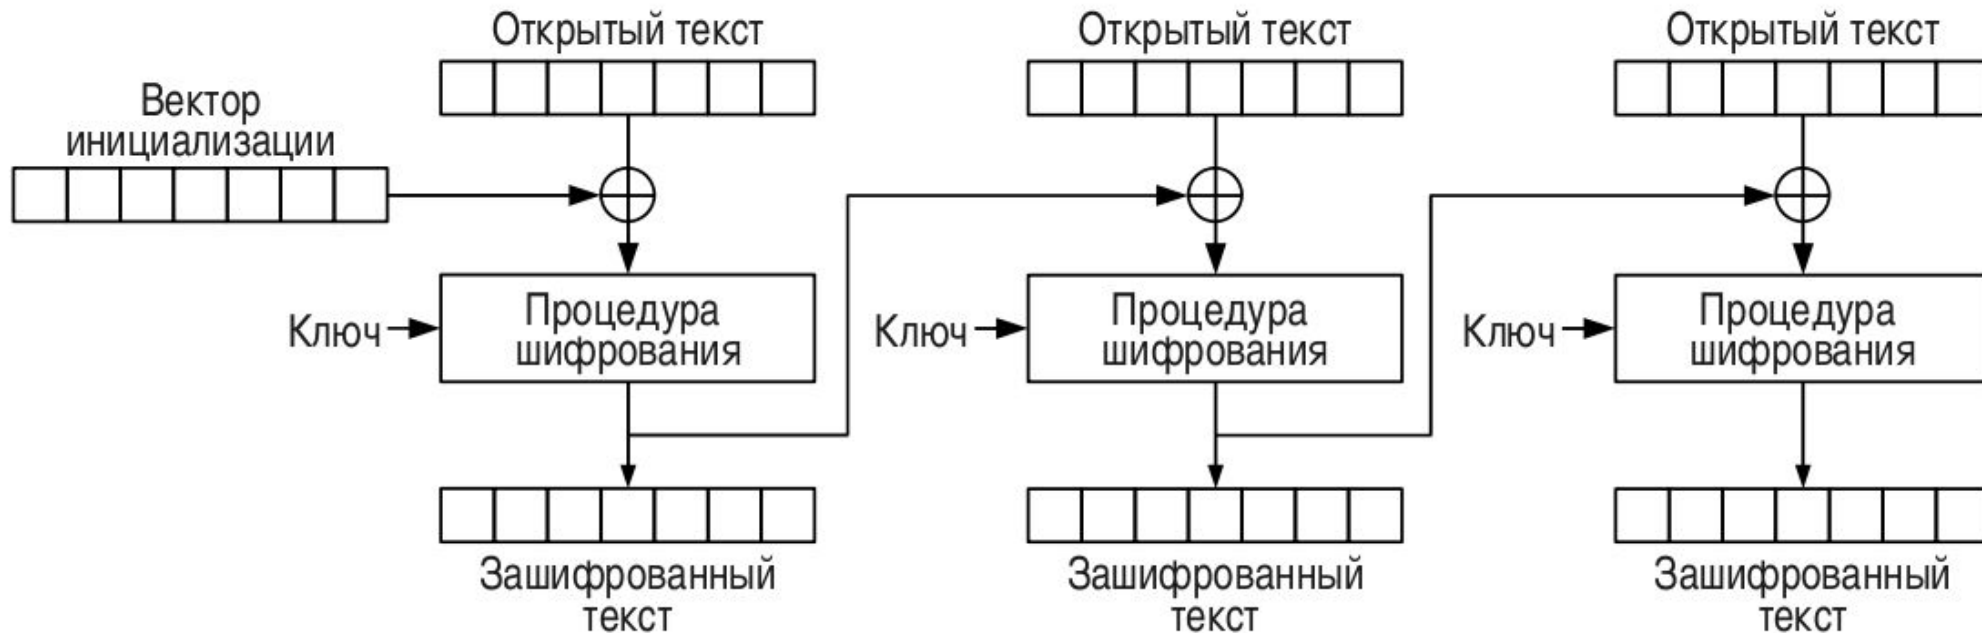 Открытый текст
Открытый текст
Открытый текст
Вектор
инициализации
Ключ
Процедура
шифрования
Ключ
Процедура
шифрования
Ключ
Процедура
шифрования
Зашифрованный
текст
Зашифрованный
текст
Зашифрованный
текст